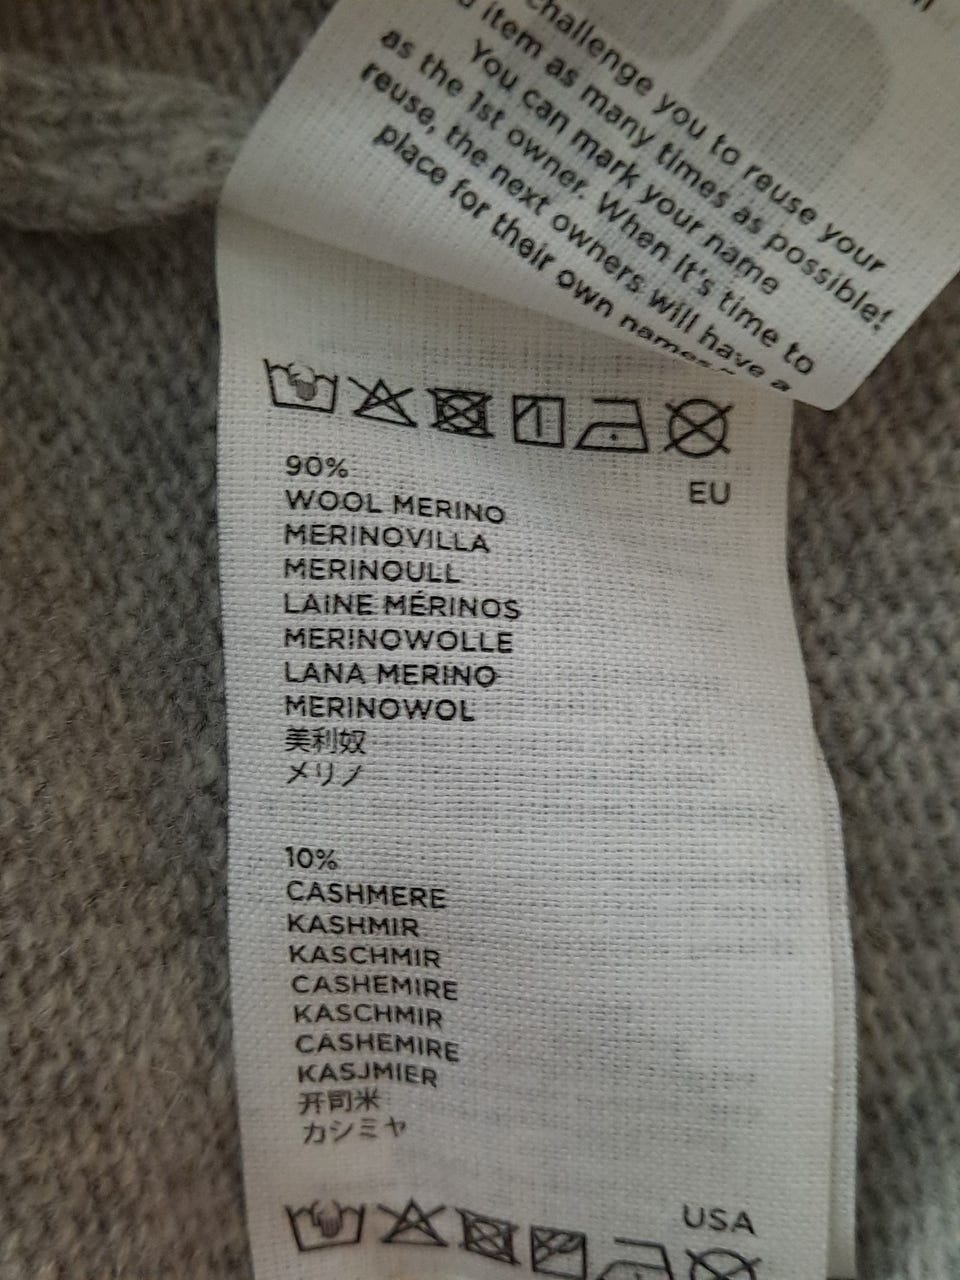 challenge you to reuse your
item as many times as possible!
You can mark your name
as the 1st owner. When It's time to
reuse, the next owners will have a
place for their own names
EU
90%
WOOL MERINO
MERINOVILLA
MERINOULL
LAINE MÉRINOS
MERINOWOLLE
LANA MERINO
MERINOWOL
美利奴
メリノ
10%
CASHMERE
KASHMIR
KASCHMIR
CASHEMIRE
KASCHMIR
CASHEMIRE
KASJMIER
开司米
カシミヤ
USA